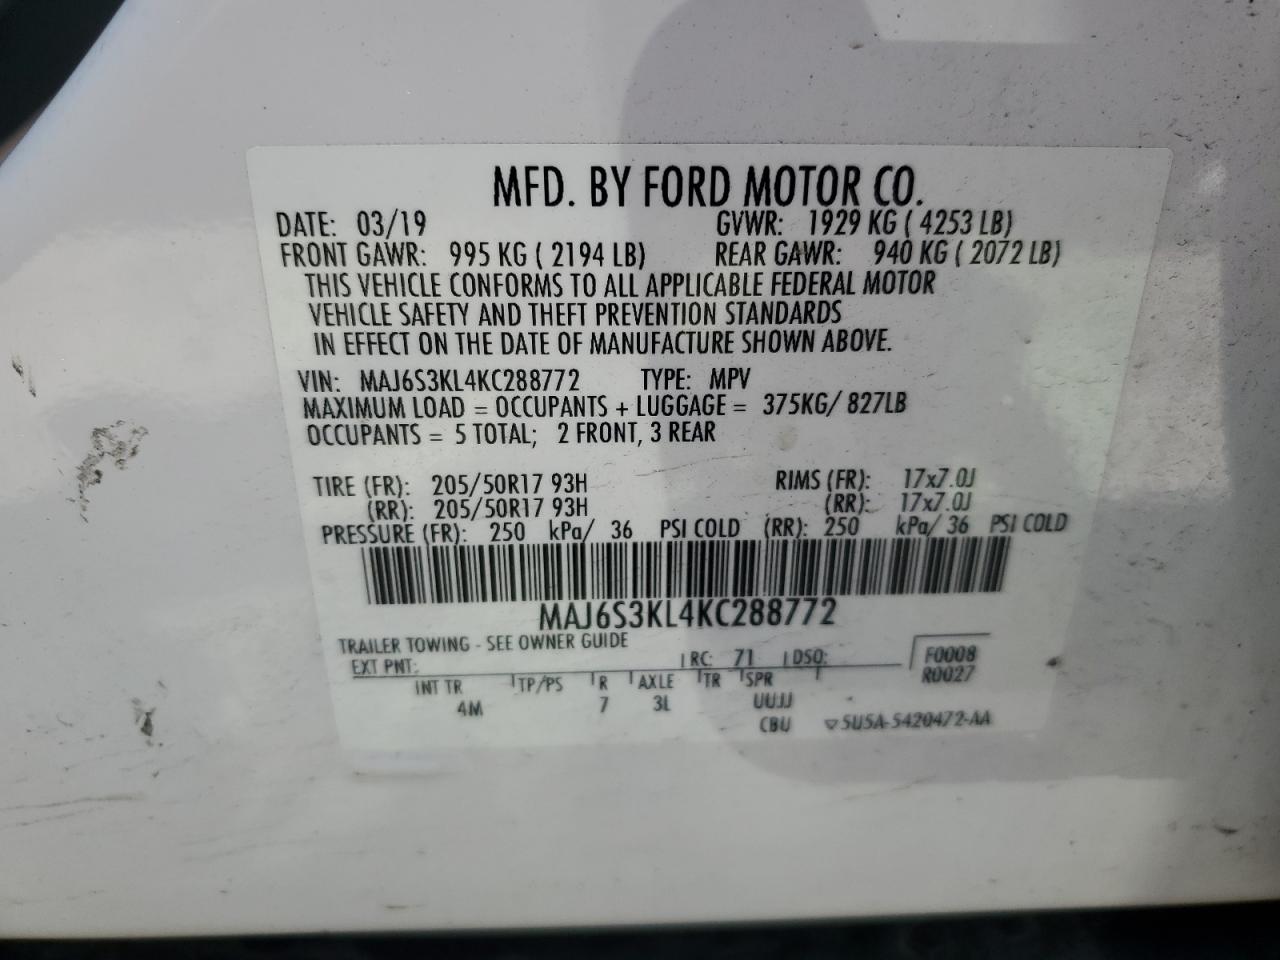 MFD. BY FORD MOTOR CO.
DATE: 03/19 GVWR: 1929 KG ( 4253 LB)
FRONT GAWR: 995 KG ( 2194 LB) REAR GAWR: 940 KG ( 2072 LB)
THIS VEHICLE CONFORMS TO ALL APPLICABLE FEDERAL MOTOR
VEHICLE SAFETY AND THEFT PREVENTION STANDARDS
IN EFFECT ON THE DATE OF MANUFACTURE SHOWN ABOVE.
VIN: MAJ6S3KL4KC288772 TYPE: MPV
MAXIMUM LOAD = OCCUPANTS + LUGGAGE = 375KG/ 827LB
OCCUPANTS = 5 TOTAL; 2 FRONT, 3 REAR
TIRE (FR): 205/50R17 93H RIMS (FR): 17x7.0J
(RR): 205/50R17 93H (RR): 17x7.0J
PRESSURE (FR): 250 kPa/ 36 PSI COLD (RR): 250 kPa/ 36 PSI COLD
MAJ6S3KL4KC288772
TRAILER TOWING - SEE OWNER GUIDE
EXT PNT: RC: 71 DSO: F0008
R0027
INT TR TP/PS R AXLE TR SPR
4M 7 3L UUJJ
CBU ▽SU5A-5420472-AA